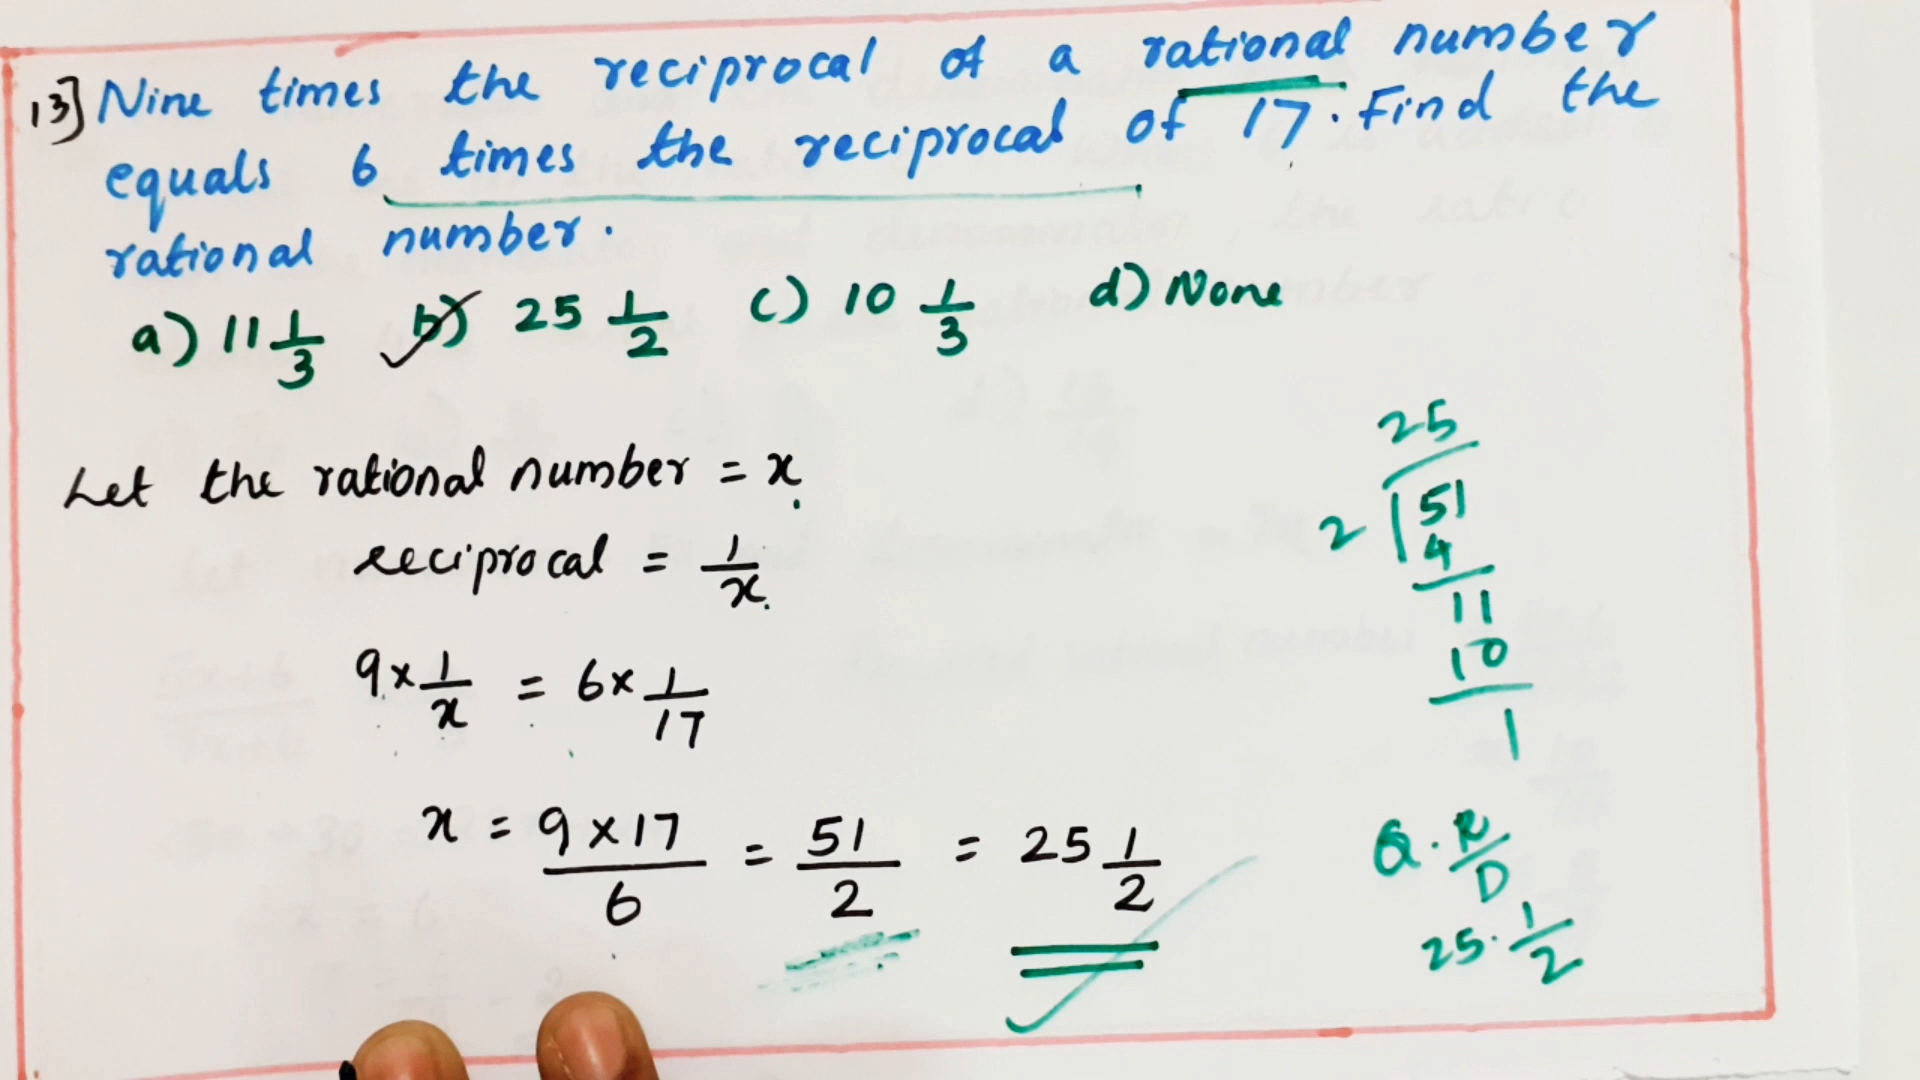 13] Nine times the reciprocal of a rational number
equals 6 times the reciprocal of 17. Find the
rational number.
a) 11 1/3 b) 25 1/2 c) 10 1/3 d) None
Let the rational number = x
reciprocal = 1/x
9 × 1/x = 6 × 1/17
x = 9 × 17 / 6 = 51/2 = 25 1/2
25
2 51
4
11
10
1
Q. R/D
25. 1/2